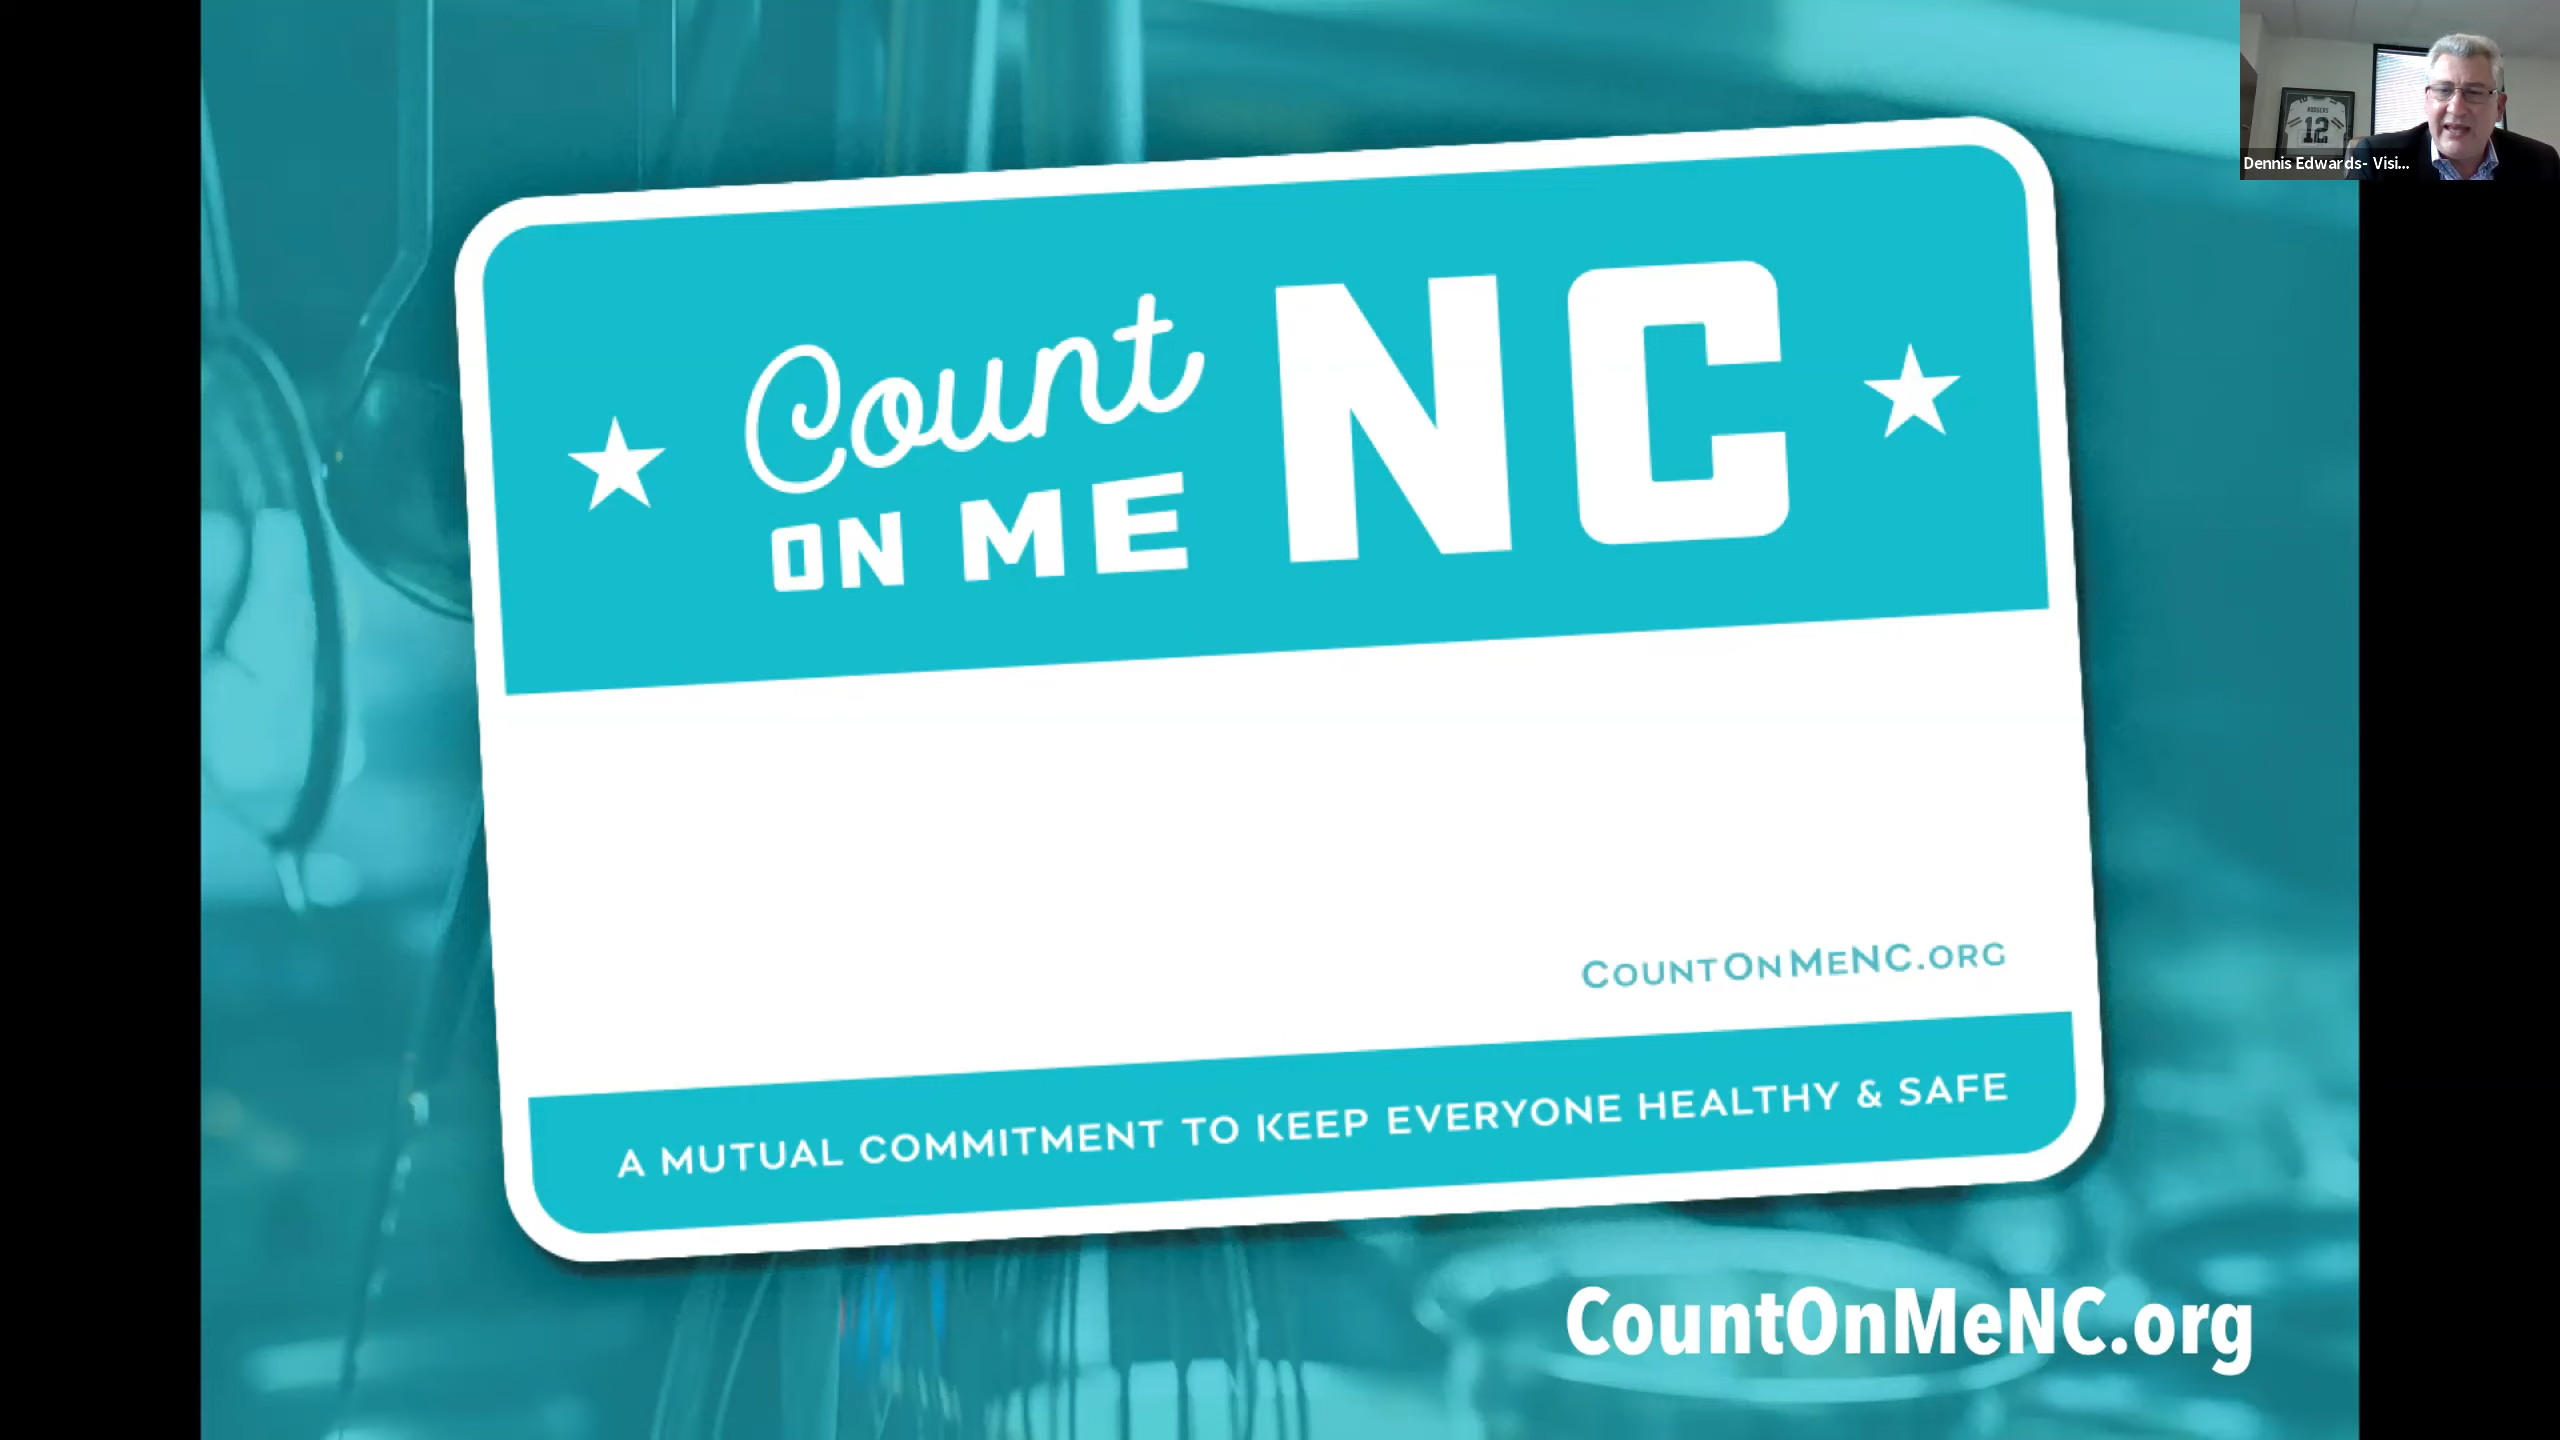 Count
ON ME
NC
COUNTONMENC.ORG
A MUTUAL COMMITMENT TO KEEP EVERYONE HEALTHY & SAFE
CountOnMeNC.org
RODGERS
12
Dennis Edwards- Visi...